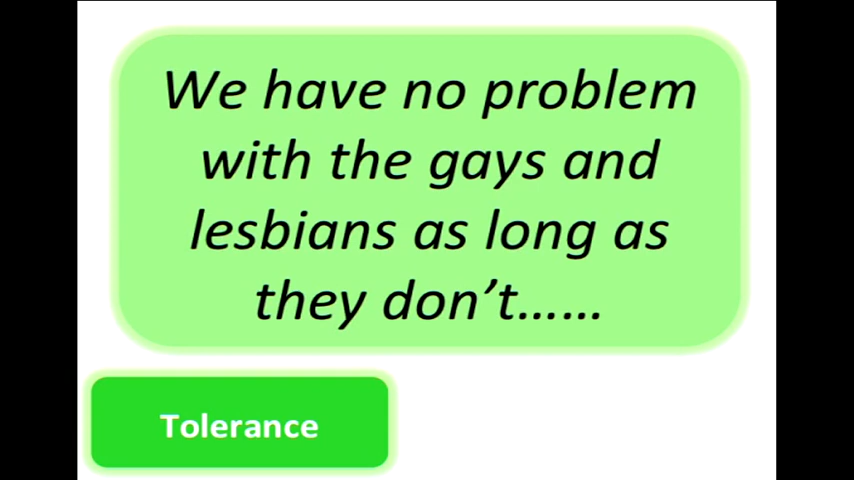 We have no problem
with the gays and
lesbians as long as
they don’t……
Tolerance